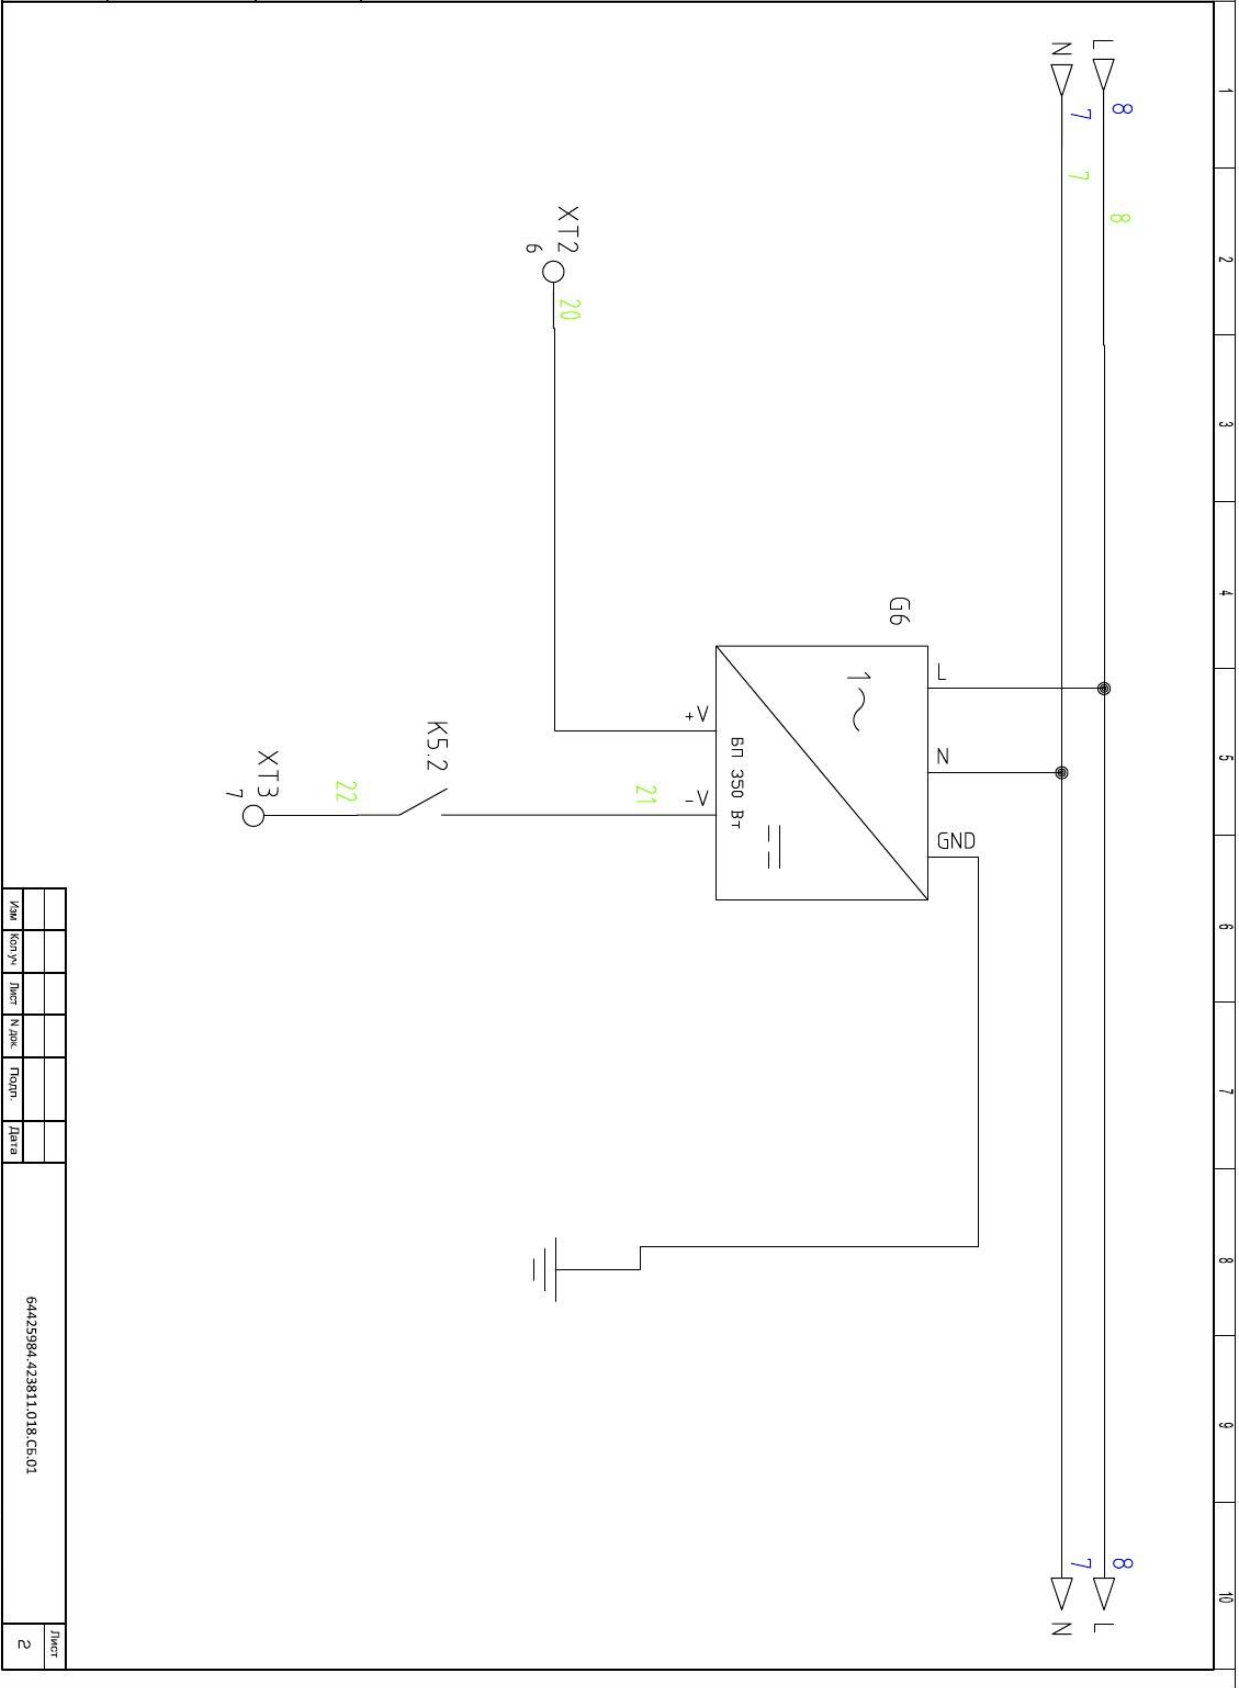 1 2 3 4 5 6 7 8 9 10
L 8 8 8 L
N 7 7 7 N
G6
L N GND
1~
БП 350 Вт
+V -V
XT2
6
20
21
K5.2
22
XT3
7
Изм Кол.уч Лист N док. Подп. Дата
64425984.423811.018.СБ.01
Лист
2